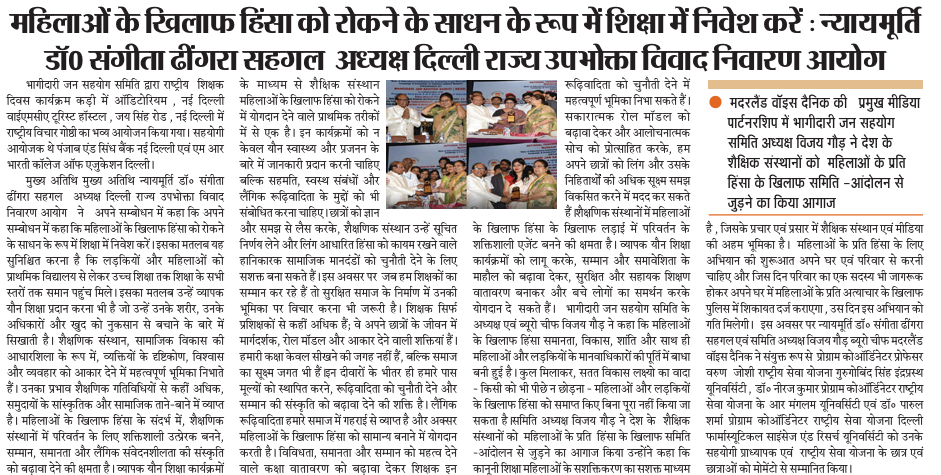 महिलाओं के खिलाफ हिंसा को रोकने के साधन के रूप में शिक्षा में निवेश करें : न्यायमूर्ति
डॉ0 संगीता ढींगरा सहगल अध्यक्ष दिल्ली राज्य उपभोक्ता विवाद निवारण आयोग
भागीदारी जन सहयोग समिति द्वारा राष्ट्रीय शिक्षक
दिवस कार्यक्रम कड़ी में ऑडिटोरियम , नई दिल्ली
वाईएमसीए टूरिस्ट हॉस्टल , जय सिंह रोड , नई दिल्ली में
राष्ट्रीय विचार गोष्ठी का भव्य आयोजन किया गया। सहयोगी
आयोजक थे पंजाब एंड सिंध बैंक नई दिल्ली एवं एम आर
भारती कॉलेज ऑफ एजुकेशन दिल्ली।
मुख्य अतिथि मुख्य अतिथि न्यायमूर्ति डॉ० संगीता
ढींगरा सहगल अध्यक्ष दिल्ली राज्य उपभोक्ता विवाद
निवारण आयोग ने अपने सम्बोधन में कहा कि अपने
सम्बोधन में कहा कि महिलाओं के खिलाफ हिंसा को रोकने
के साधन के रूप में शिक्षा में निवेश करें। इसका मतलब यह
सुनिश्चित करना है कि लड़कियों और महिलाओं को
प्राथमिक विद्यालय से लेकर उच्च शिक्षा तक शिक्षा के सभी
स्तरों तक समान पहुंच मिले। इसका मतलब उन्हें व्यापक
यौन शिक्षा प्रदान करना भी है जो उन्हें उनके शरीर, उनके
अधिकारों और खुद को नुकसान से बचाने के बारे में
सिखाती है। शैक्षणिक संस्थान, सामाजिक विकास की
आधारशिला के रूप में, व्यक्तियों के दृष्टिकोण, विश्वास
और व्यवहार को आकार देने में महत्वपूर्ण भूमिका निभाते
हैं। उनका प्रभाव शैक्षणिक गतिविधियों से कहीं अधिक,
समुदायों के सांस्कृतिक और सामाजिक ताने-बाने में व्याप्त
है। महिलाओं के खिलाफ हिंसा के संदर्भ में, शैक्षणिक
संस्थानों में परिवर्तन के लिए शक्तिशाली उत्प्रेरक बनने,
सम्मान, समानता और लैंगिक संवेदनशीलता की संस्कृति
को बढ़ावा देने की क्षमता है। व्यापक यौन शिक्षा कार्यक्रमों
के माध्यम से शैक्षिक संस्थान
महिलाओं के खिलाफ हिंसा को रोकने
में योगदान देने वाले प्राथमिक तरीकों
में से एक है। इन कार्यक्रमों को न
केवल यौन स्वास्थ्य और प्रजनन के
बारे में जानकारी प्रदान करनी चाहिए
बल्कि सहमति, स्वस्थ संबंधों और
लैंगिक रूढ़िवादिता के मुद्दों को भी
संबोधित करना चाहिए। छात्रों को ज्ञान
और समझ से लैस करके, शैक्षणिक संस्थान उन्हें सूचित
निर्णय लेने और लिंग आधारित हिंसा को कायम रखने वाले
हानिकारक सामाजिक मानदंडों को चुनौती देने के लिए
सशक्त बना सकते हैं। इस अवसर पर जब हम शिक्षकों का
सम्मान कर रहे हैं तो सुरक्षित समाज के निर्माण में उनकी
भूमिका पर विचार करना भी जरूरी है। शिक्षक सिर्फ
प्रशिक्षकों से कहीं अधिक हैं; वे अपने छात्रों के जीवन में
मार्गदर्शक, रोल मॉडल और आकार देने वाली शक्तियां हैं।
हमारी कक्षा केवल सीखने की जगह नहीं हैं, बल्कि समाज
का सूक्ष्म जगत भी हैं। इन दीवारों के भीतर ही हमारे पास
मूल्यों को स्थापित करने, रूढ़िवादिता को चुनौती देने और
सम्मान की संस्कृति को बढ़ावा देने की शक्ति है। लैंगिक
रूढ़िवादिता हमारे समाज में गहराई से व्याप्त है और अक्सर
महिलाओं के खिलाफ हिंसा को सामान्य बनाने में योगदान
करती है। विविधता, समानता और सम्मान को महत्व देने
वाले कक्षा वातावरण को बढ़ावा देकर शिक्षक इन
रूढ़िवादिता को चुनौती देने में
महत्वपूर्ण भूमिका निभा सकते हैं।
सकारात्मक रोल मॉडल को
बढ़ावा देकर और आलोचनात्मक
सोच को प्रोत्साहित करके, हम
अपने छात्रों को लिंग और उसके
निहितार्थों की अधिक सूक्ष्म समझ
विकसित करने में मदद कर सकते
हैं।शैक्षणिक संस्थानों में महिलाओं
के खिलाफ हिंसा के खिलाफ लड़ाई में परिवर्तन के
शक्तिशाली एजेंट बनने की क्षमता है। व्यापक यौन शिक्षा
कार्यक्रमों को लागू करके, सम्मान और समावेशिता के
माहौल को बढ़ावा देकर, सुरक्षित और सहायक शिक्षण
वातावरण बनाकर और बचे लोगों का समर्थन करके
योगदान दे सकते हैं। भागीदारी जन सहयोग समिति के
अध्यक्ष एवं ब्यूरो चीफ विजय गौड़ ने कहा कि महिलाओं
के खिलाफ हिंसा समानता, विकास, शांति और साथ ही
महिलाओं और लड़कियों के मानवाधिकारों की पूर्ति में बाधा
बनी हुई है। कुल मिलाकर, सतत विकास लक्ष्यों का वादा
- किसी को भी पीछे न छोड़ना - महिलाओं और लड़कियों
के खिलाफ हिंसा को समाप्त किए बिना पूरा नहीं किया जा
सकता है।समिति अध्यक्ष विजय गौड़ ने देश के शैक्षिक
संस्थानों को महिलाओं के प्रति हिंसा के खिलाफ समिति
-आंदोलन से जुड़ने का आगाज किया उन्होंने कहा कि
कानूनी शिक्षा महिलाओं के सशक्तिकरण का सशक्त माध्यम
मदरलैंड वॉइस दैनिक की प्रमुख मीडिया
पार्टनरशिप में भागीदारी जन सहयोग
समिति अध्यक्ष विजय गौड़ ने देश के
शैक्षिक संस्थानों को महिलाओं के प्रति
हिंसा के खिलाफ समिति -आंदोलन से
जुड़ने का किया आगाज
है , जिसके प्रचार एवं प्रसार में शैक्षिक संस्थान एवं मीडिया
की अहम भूमिका है। महिलाओं के प्रति हिंसा के लिए
अभियान की शुरूआत अपने घर एवं परिवार से करनी
चाहिए और जिस दिन परिवार का एक सदस्य भी जागरूक
होकर अपने घर में महिलाओं के प्रति अत्याचार के खिलाफ
पुलिस में शिकायत दर्ज कराएगा , उस दिन इस अभियान को
गति मिलेगी। इस अवसर पर न्यायमूर्ति डॉ० संगीता ढींगरा
सहगल एवं समिति अध्यक्ष विजय गौड़ ब्यूरो चीफ मदरलैंड
वॉइस दैनिक ने संयुक्त रूप से प्रोग्राम कोऑर्डिनेटर प्रोफेसर
वरुण जोशी राष्ट्रीय सेवा योजना गुरुगोबिंद सिंह इंद्रप्रस्थ
यूनिवर्सिटी , डॉ० नीरज कुमार प्रोग्राम कोऑर्डिनेटर राष्ट्रीय
सेवा योजना के आर मंगलम यूनिवर्सिटी एवं डॉ० पारुल
शर्मा प्रोग्राम कोऑर्डिनेटर राष्ट्रीय सेवा योजना दिल्ली
फार्मास्यूटिकल साइंसेज एंड रिसर्च यूनिवर्सिटी को उनके
सहयोगी प्राध्यापक एवं राष्ट्रीय सेवा योजना के छात्र एवं
छात्राओं को मोमेंटो से सम्मानित किया।